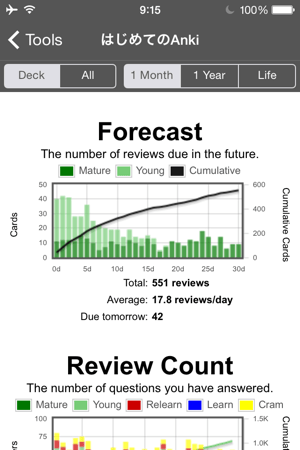 9:15 100%
Tools はじめてのAnki
Deck All 1 Month 1 Year Life
Forecast
The number of reviews due in the future.
Mature Young Cumulative
50 600
40
30 400
20 200
10
0 0
Cards Cumulative Cards
0d 5d 10d 15d 20d 25d 30d
Total: 551 reviews
Average: 17.8 reviews/day
Due tomorrow: 42
Review Count
The number of questions you have answered.
Mature Young Relearn Learn Cram
100 1.5K
75 1.0K
50